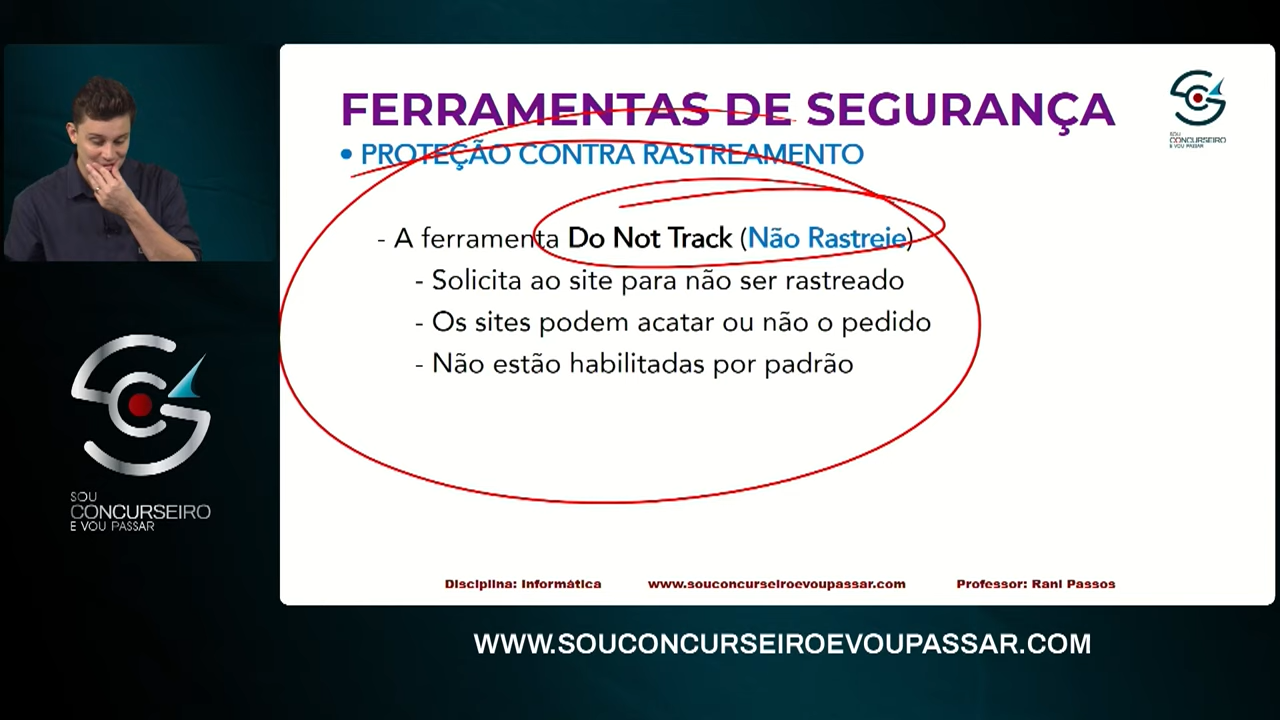 FERRAMENTAS DE SEGURANÇA
• PROTEÇÃO CONTRA RASTREAMENTO
- A ferramenta Do Not Track (Não Rastreie)
- Solicita ao site para não ser rastreado
- Os sites podem acatar ou não o pedido
- Não estão habilitadas por padrão
SOU
CONCURSEIRO
E VOU PASSAR
SOU
CONCURSEIRO
E VOU PASSAR
Disciplina: Informática www.souconcurseiroevoupassar.com Professor: Rani Passos
WWW.SOUCONCURSEIROEVOUPASSAR.COM